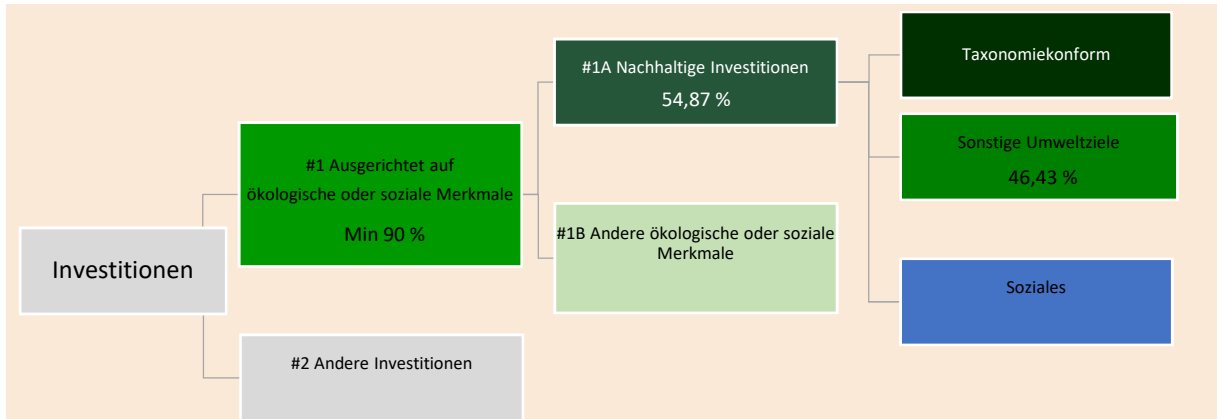 Investitionen
#1 Ausgerichtet auf
ökologische oder soziale Merkmale
Min 90 %
#2 Andere Investitionen
#1A Nachhaltige Investitionen
54,87 %
#1B Andere ökologische oder soziale
Merkmale
Taxonomiekonform
Sonstige Umweltziele
46,43 %
Soziales